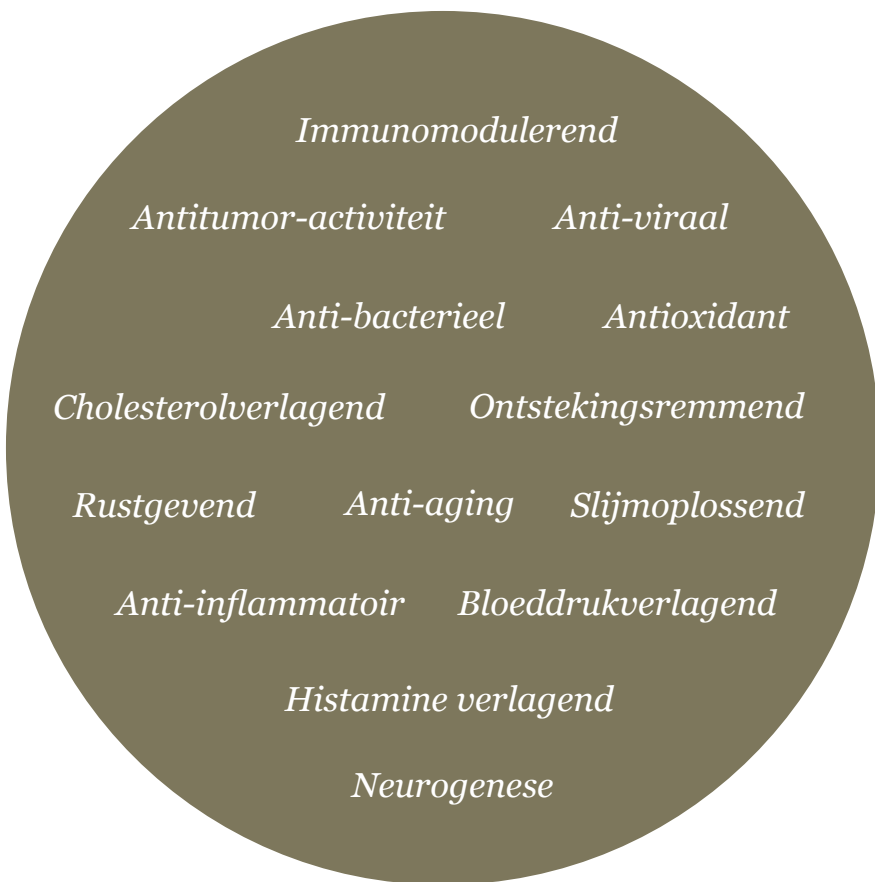 Immunomodulerend
Antitumor-activiteit Anti-viraal
Anti-bacterieel Antioxidant
Cholesterolverlagend Ontstekingsremmend
Rustgevend Anti-aging Slijmoplossend
Anti-inflammatoir Bloeddrukverlagend
Histamine verlagend
Neurogenese